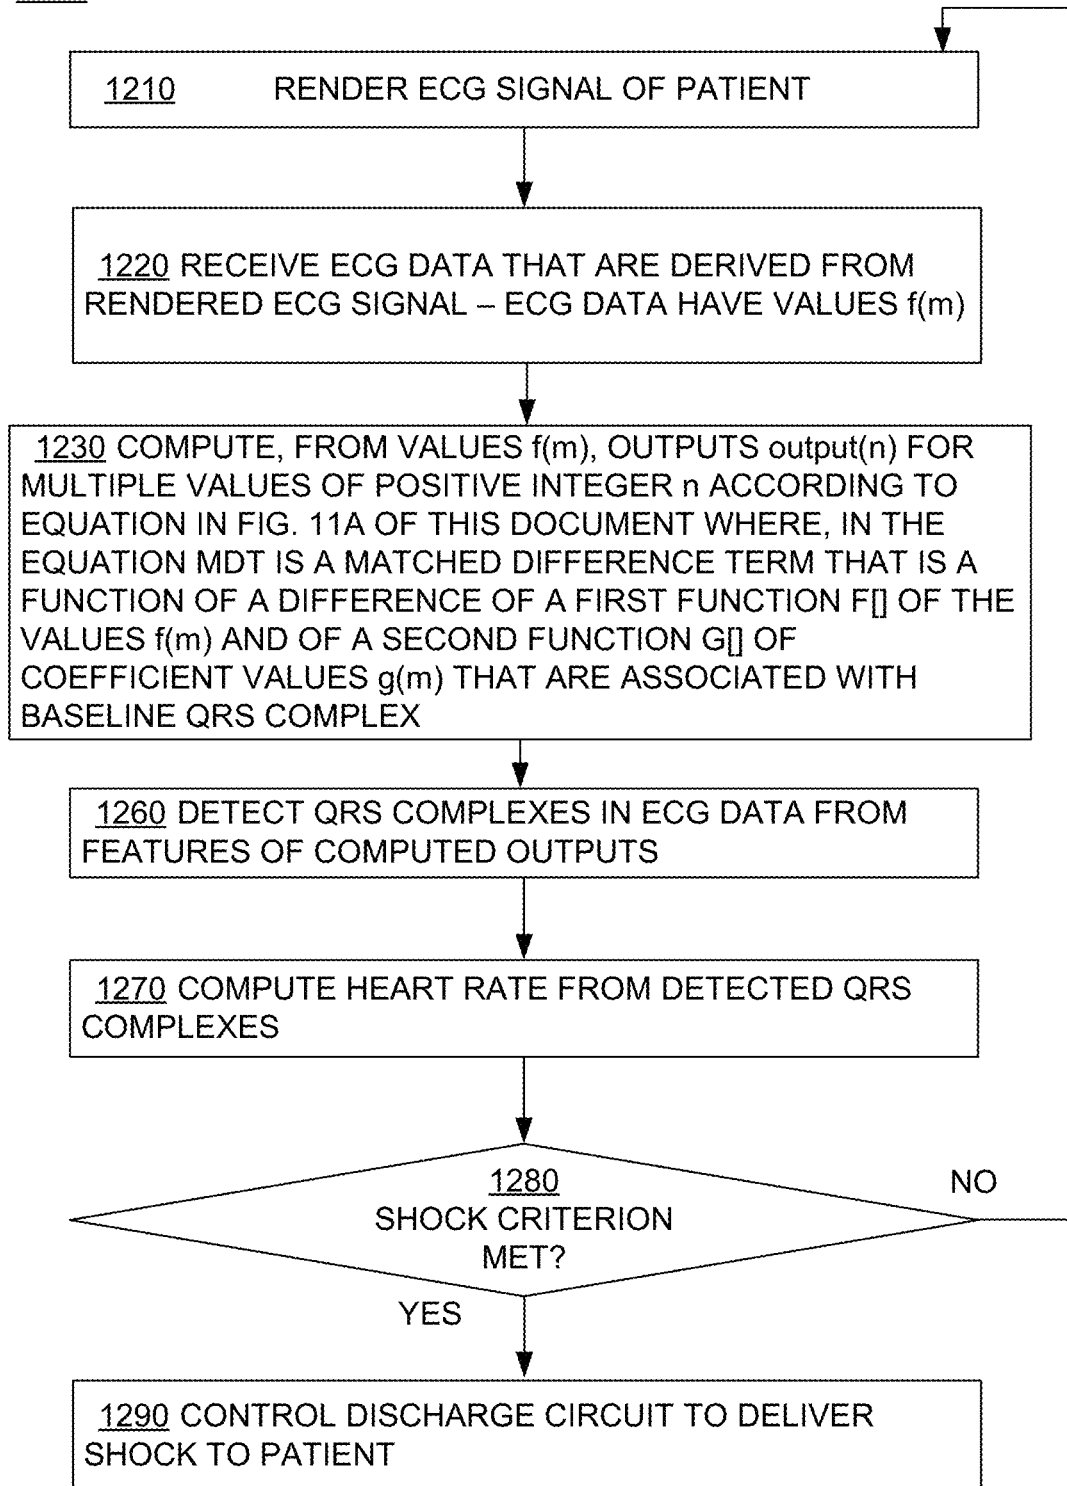 1210 RENDER ECG SIGNAL OF PATIENT
1220 RECEIVE ECG DATA THAT ARE DERIVED FROM
RENDERED ECG SIGNAL – ECG DATA HAVE VALUES f(m)
1230 COMPUTE, FROM VALUES f(m), OUTPUTS output(n) FOR
MULTIPLE VALUES OF POSITIVE INTEGER n ACCORDING TO
EQUATION IN FIG. 11A OF THIS DOCUMENT WHERE, IN THE
EQUATION MDT IS A MATCHED DIFFERENCE TERM THAT IS A
FUNCTION OF A DIFFERENCE OF A FIRST FUNCTION F[] OF THE
VALUES f(m) AND OF A SECOND FUNCTION G[] OF
COEFFICIENT VALUES g(m) THAT ARE ASSOCIATED WITH
BASELINE QRS COMPLEX
1260 DETECT QRS COMPLEXES IN ECG DATA FROM
FEATURES OF COMPUTED OUTPUTS
1270 COMPUTE HEART RATE FROM DETECTED QRS
COMPLEXES
1280
SHOCK CRITERION
MET?
NO
YES
1290 CONTROL DISCHARGE CIRCUIT TO DELIVER
SHOCK TO PATIENT